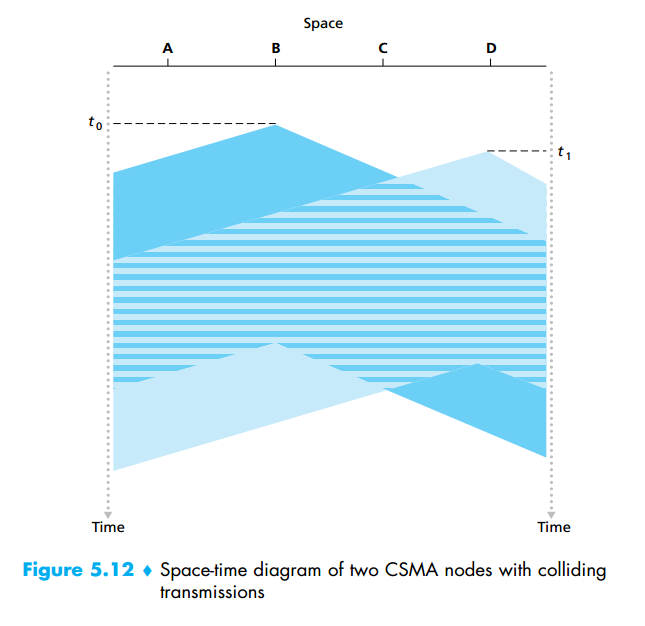 Space
A B C D
t0
t1
Time Time
Figure 5.12 ♦ Space-time diagram of two CSMA nodes with colliding
transmissions